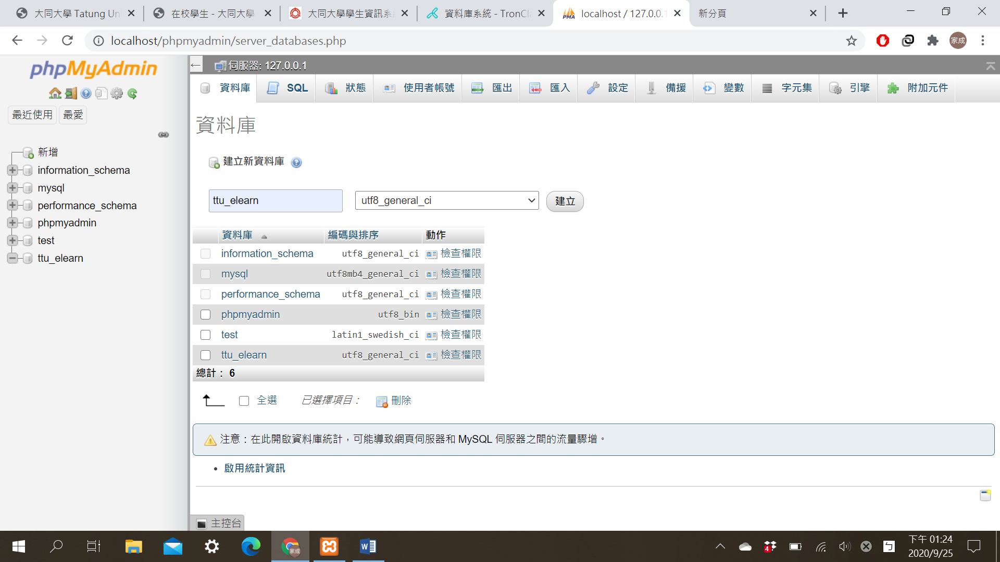 大同大學 Tatung Un
在校學生 - 大同大學
大同大學學生資訊系
資料庫系統 - TronCl
localhost / 127.0.0.1
新分頁
localhost/phpmyadmin/server_databases.php
家成
phpMyAdmin
最近使用
最愛
新增
information_schema
mysql
performance_schema
phpmyadmin
test
ttu_elearn
伺服器: 127.0.0.1
資料庫
SQL
狀態
使用者帳號
匯出
匯入
設定
備援
變數
字元集
引擎
附加元件
資料庫
建立新資料庫
ttu_elearn
utf8_general_ci
建立
資料庫 編碼與排序 動作
information_schema utf8_general_ci 檢查權限
mysql utf8mb4_general_ci 檢查權限
performance_schema utf8_general_ci 檢查權限
phpmyadmin utf8_bin 檢查權限
test latin1_swedish_ci 檢查權限
ttu_elearn utf8_general_ci 檢查權限
總計： 6
全選
已選擇項目：
刪除
注意：在此開啟資料庫統計，可能導致網頁伺服器和 MySQL 伺服器之間的流量驟增。
啟用統計資訊
主控台
4
ㄅ
下午 01:24
2020/9/25